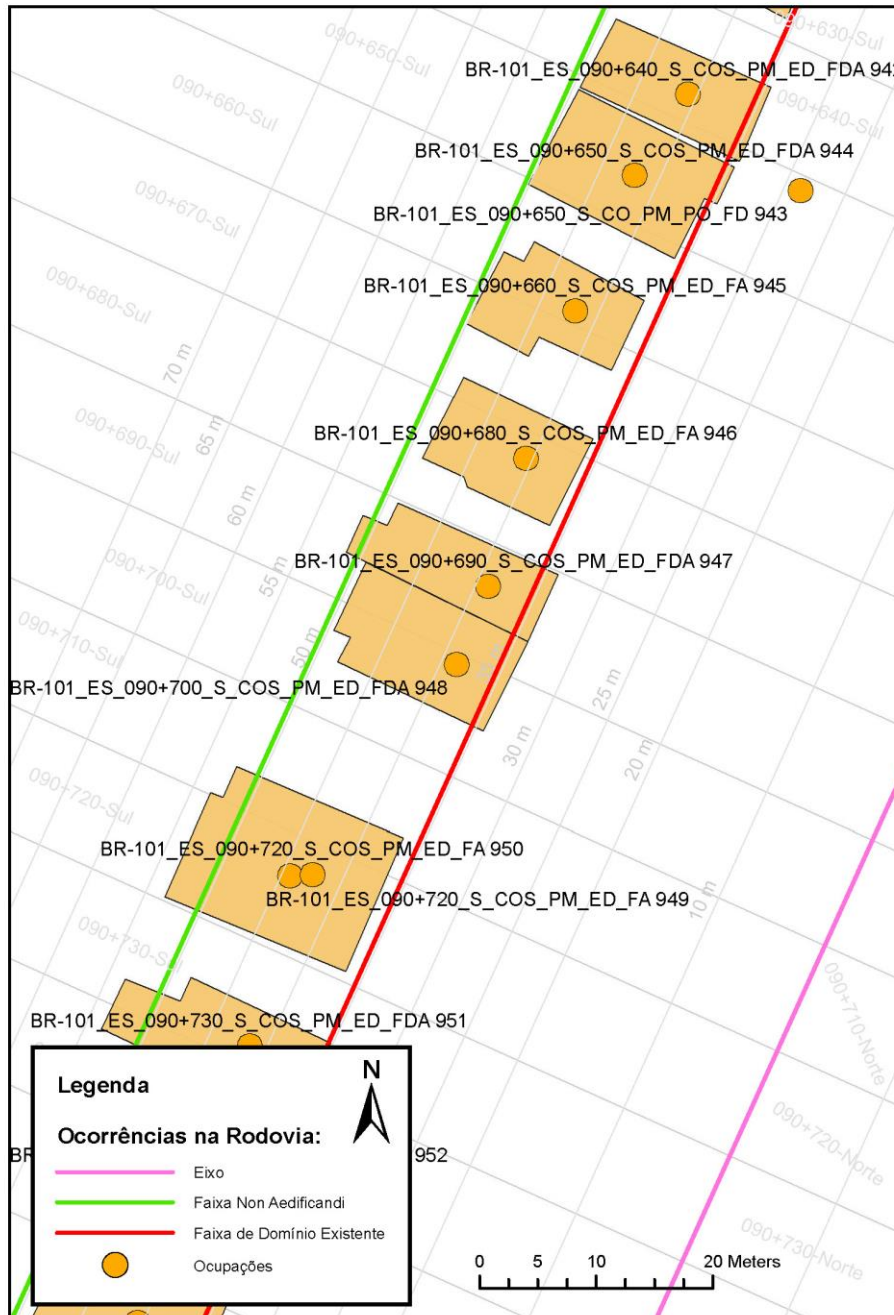 090+630-Sul
090+650-Sul
BR-101_ES_090+640_S_COS_PM_ED_FDA 942
090+660-Sul
090+640-Sul
BR-101_ES_090+650_S_COS_PM_ED_FDA 944
090+670-Sul
BR-101_ES_090+650_S_CO_PM_PO_FD 943
090+680-Sul
BR-101_ES_090+660_S_COS_PM_ED_FA 945
70 m
090+690-Sul
65 m
BR-101_ES_090+680_S_COS_PM_ED_FA 946
60 m
090+700-Sul
55 m
BR-101_ES_090+690_S_COS_PM_ED_FDA 947
090+710-Sul
50 m
BR-101_ES_090+700_S_COS_PM_ED_FDA 948
25 m
30 m
20 m
090+720-Sul
BR-101_ES_090+720_S_COS_PM_ED_FA 950
BR-101_ES_090+720_S_COS_PM_ED_FA 949
10 m
090+730-Sul
BR-101_ES_090+730_S_COS_PM_ED_FDA 951
090+710-Norte
Legenda
N
Ocorrências na Rodovia:
BR
952
Eixo
Faixa Non Aedificandi
Faixa de Domínio Existente
Ocupações
090+720-Norte
090+730-Norte
0 5 10 20 Meters